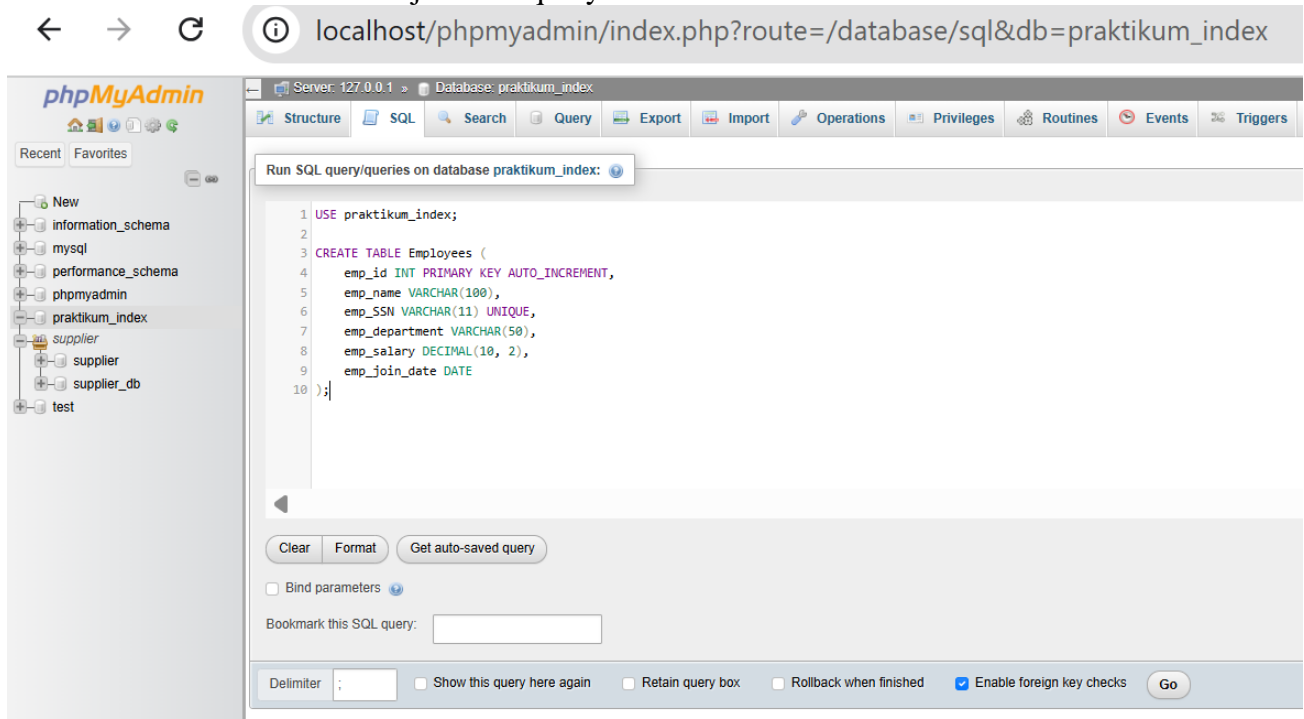 localhost/phpmyadmin/index.php?route=/database/sql&db=praktikum_index
phpMyAdmin
Recent Favorites
New
information_schema
mysql
performance_schema
phpmyadmin
praktikum_index
supplier
supplier
supplier_db
test
Server: 127.0.0.1 » Database: praktikum_index
Structure SQL Search Query Export Import Operations Privileges Routines Events Triggers
Run SQL query/queries on database praktikum_index:
1 USE praktikum_index;
2
3 CREATE TABLE Employees (
4 emp_id INT PRIMARY KEY AUTO_INCREMENT,
5 emp_name VARCHAR(100),
6 emp_SSN VARCHAR(11) UNIQUE,
7 emp_department VARCHAR(50),
8 emp_salary DECIMAL(10, 2),
9 emp_join_date DATE
10 );
Clear Format Get auto-saved query
Bind parameters
Bookmark this SQL query:
Delimiter ; Show this query here again Retain query box Rollback when finished Enable foreign key checks Go